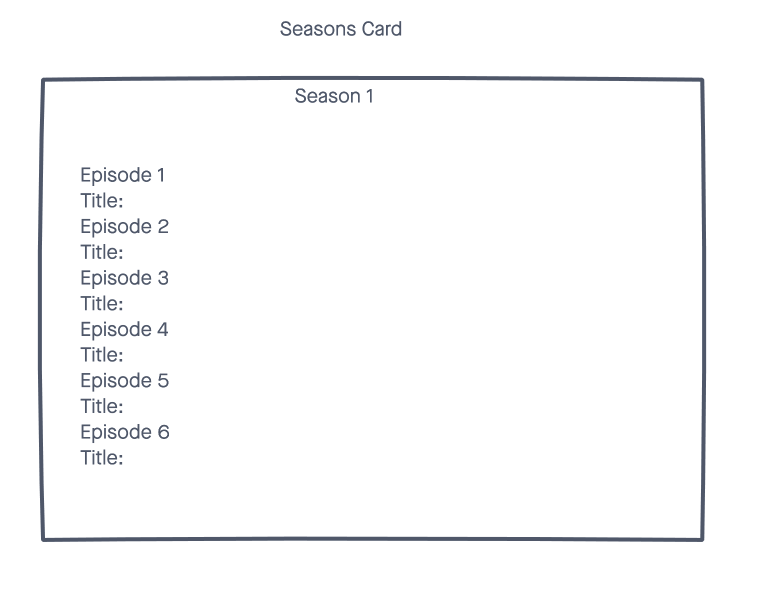 Seasons Card
Season 1
Episode 1
Title:
Episode 2
Title:
Episode 3
Title:
Episode 4
Title:
Episode 5
Title:
Episode 6
Title: